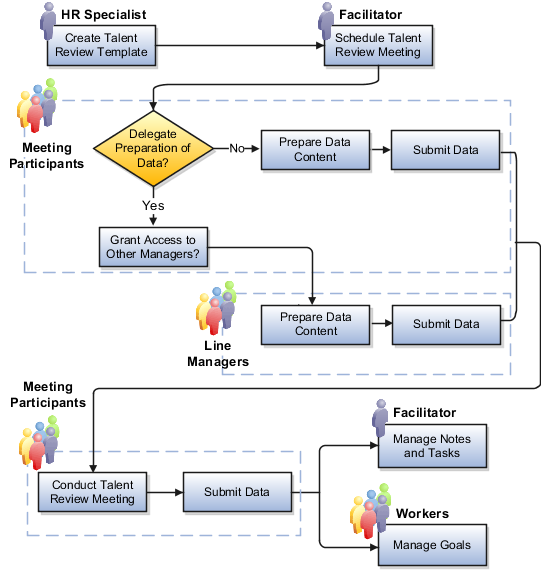 HR Specialist
Facilitator
Create Talent
Review Template
Schedule Talent
Review Meeting
Meeting
Participants
Delegate
Preparation of
Data?
No
Prepare Data
Content
Submit Data
Yes
Grant Access to
Other Managers?
Line
Managers
Prepare Data
Content
Submit Data
Meeting
Participants
Conduct Talent
Review Meeting
Submit Data
Facilitator
Manage Notes
and Tasks
Workers
Manage Goals